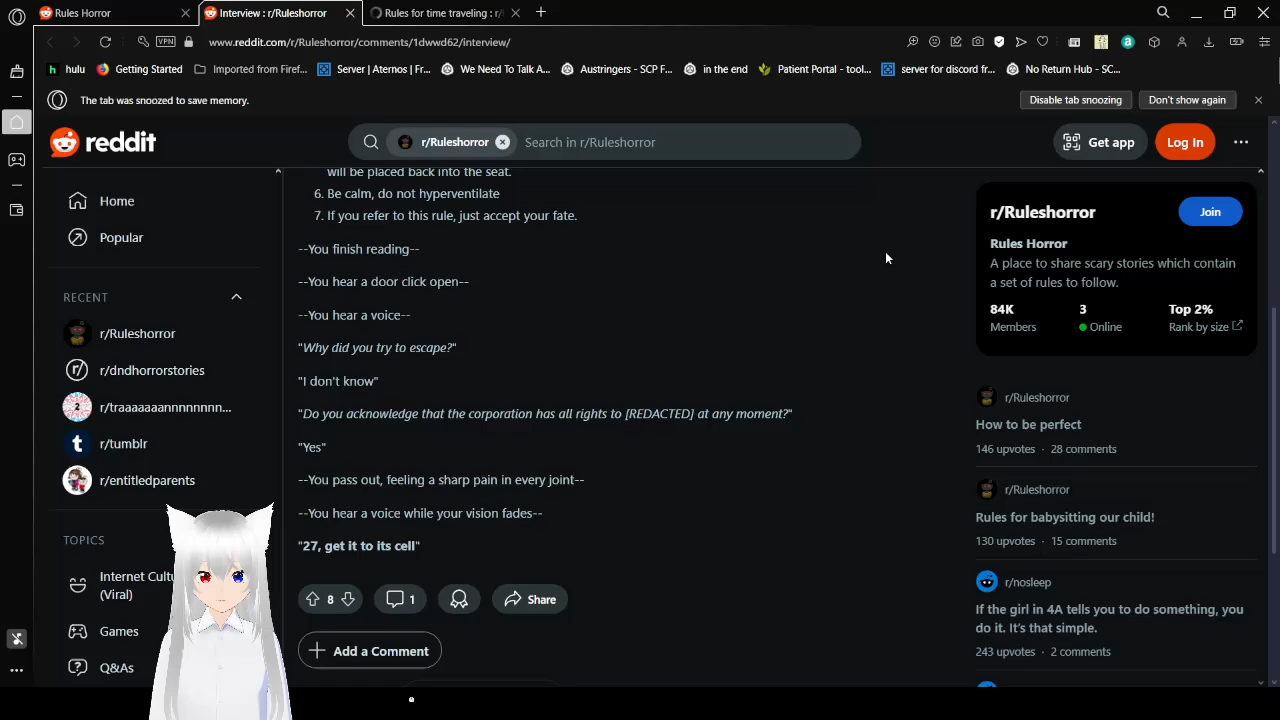 Rules Horror
Interview : r/Ruleshorror
Rules for time traveling : r/
VPN
www.reddit.com/r/Ruleshorror/comments/1dwwd62/interview/
hulu
Getting Started
Imported from Firef...
Server | Aternos | Fr...
We Need To Talk A...
Austringers - SCP F...
in the end
Patient Portal - tool...
server for discord fr...
No Return Hub - SC...
The tab was snoozed to save memory.
Disable tab snoozing
Don't show again
reddit
r/Ruleshorror
Search in r/Ruleshorror
Get app
Log In
Home
Popular
RECENT
r/Ruleshorror
r/dndhorrorstories
r/traaaaaaannnnnnnn...
r/tumblr
r/entitledparents
TOPICS
Internet Cult
(Viral)
Games
Q&As
will be placed back into the seat.
6. Be calm, do not hyperventilate
7. If you refer to this rule, just accept your fate.
--You finish reading--
--You hear a door click open--
--You hear a voice--
"Why did you try to escape?"
"I don't know"
"Do you acknowledge that the corporation has all rights to [REDACTED] at any moment?"
"Yes"
--You pass out, feeling a sharp pain in every joint--
--You hear a voice while your vision fades--
"27, get it to its cell"
8
1
Share
Add a Comment
r/Ruleshorror
Join
Rules Horror
A place to share scary stories which contain
a set of rules to follow.
84K
3
Top 2%
Members
Online
Rank by size
r/Ruleshorror
How to be perfect
146 upvotes · 28 comments
r/Ruleshorror
Rules for babysitting our child!
130 upvotes · 15 comments
r/nosleep
If the girl in 4A tells you to do something, you
do it. It's that simple.
243 upvotes · 2 comments